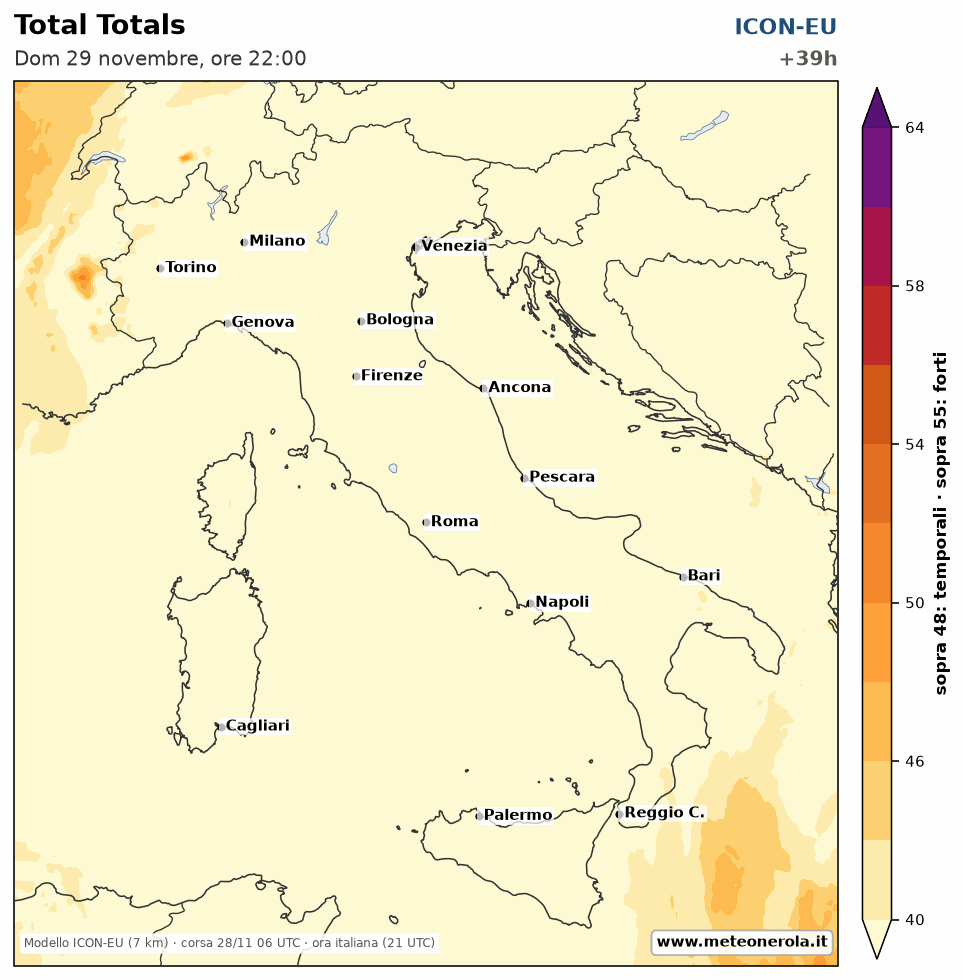 Total Totals
ICON-EU
Dom 29 novembre, ore 22:00
+39h
Milano
Venezia
Torino
Genova
Bologna
Firenze
Ancona
Pescara
Roma
Bari
Napoli
Cagliari
Palermo
Reggio C.
64
58
54
50
46
40
sopra 48: temporali · sopra 55: forti
Modello ICON-EU (7 km) · corsa 28/11 06 UTC · ora italiana (21 UTC)
www.meteonerola.it